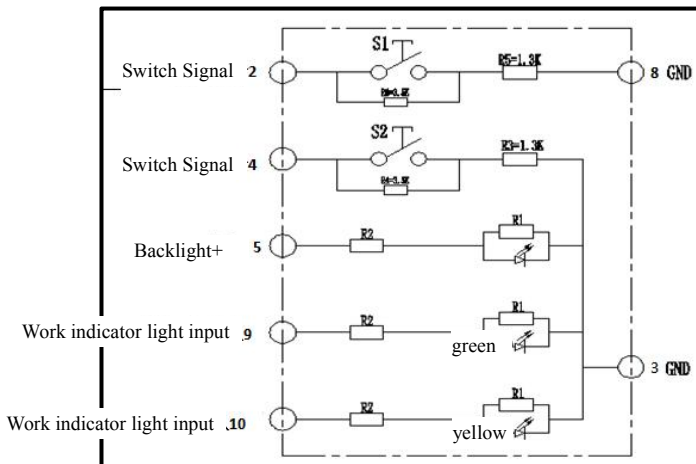 S1
Switch Signal 2 R5=1.3K 8 GND
S2
Switch Signal 4 R3=1.3K
R1
Backlight+ 5 R2
R1
Work indicator light input 9 R2 green 3 GND
R1
Work indicator light input 10 R2 yellow